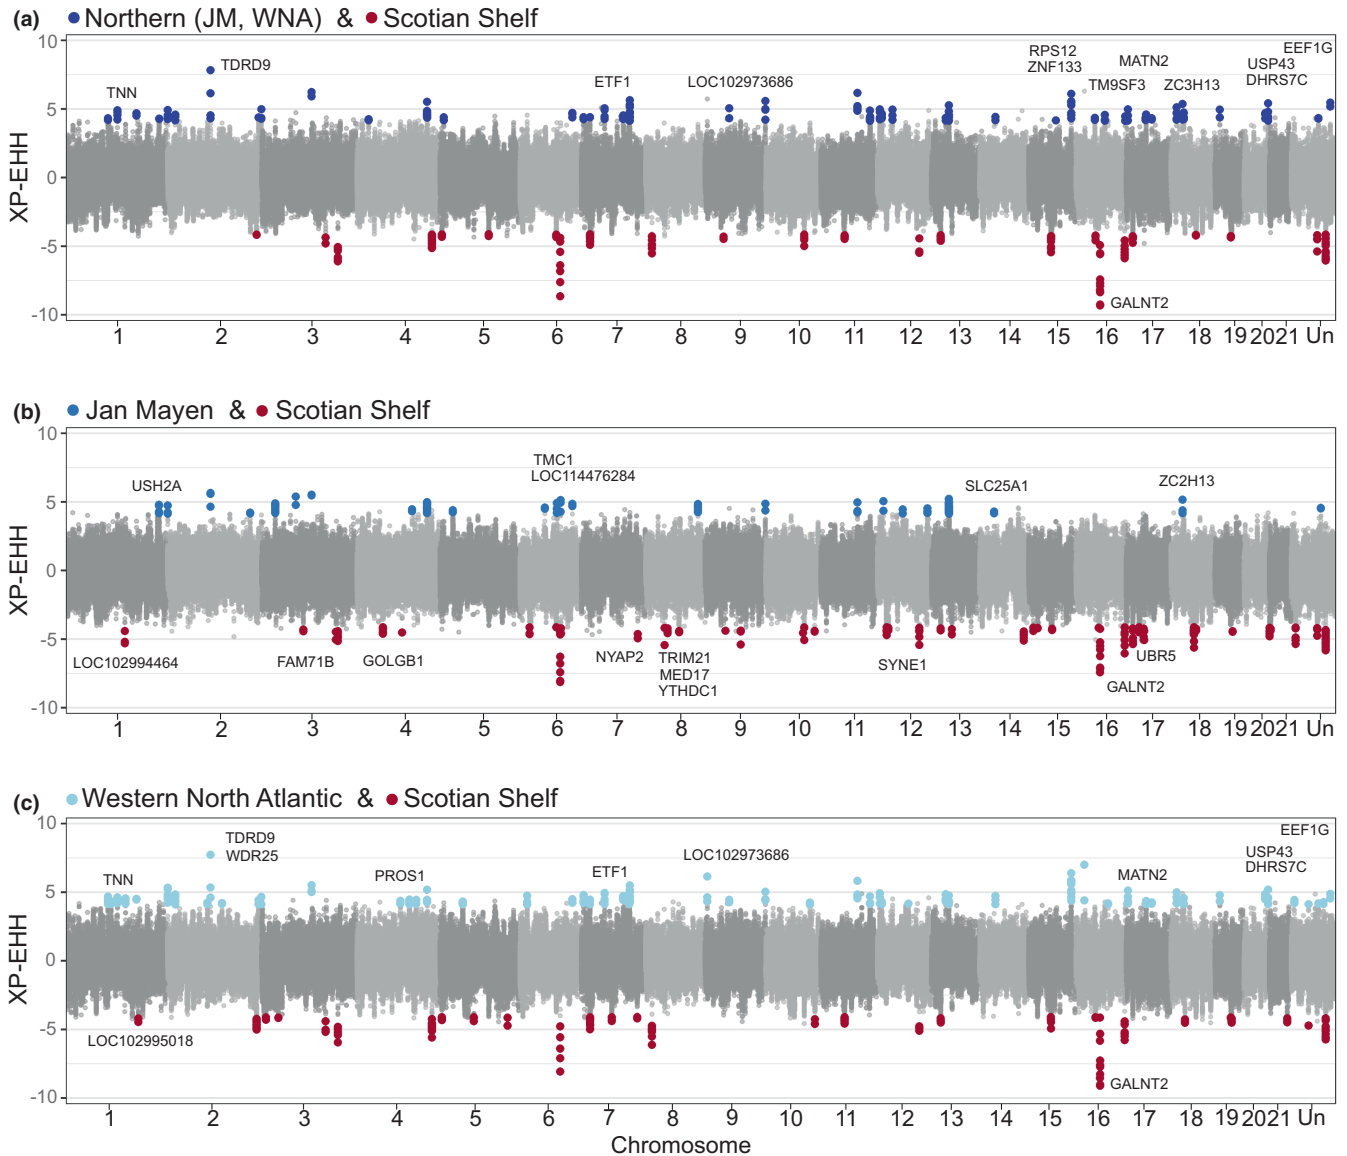 (a) Northern (JM, WNA) & Scotian Shelf
XP-EHH
10
5
0
-5
-10
TNN
TDRD9
ETF1
LOC102973686
RPS12
ZNF133
MATN2
TM9SF3
ZC3H13
EEF1G
USP43
DHRS7C
GALNT2
1 2 3 4 5 6 7 8 9 10 11 12 13 14 15 16 17 18 19 20 21 Un
(b) Jan Mayen & Scotian Shelf
XP-EHH
10
5
0
-5
-10
USH2A
TMC1
LOC114476284
SLC25A1
ZC2H13
LOC102994464
FAM71B
GOLGB1
NYAP2
TRIM21
MED17
YTHDC1
SYNE1
UBR5
GALNT2
1 2 3 4 5 6 7 8 9 10 11 12 13 14 15 16 17 18 19 20 21 Un
(c) Western North Atlantic & Scotian Shelf
XP-EHH
10
5
0
-5
-10
TNN
TDRD9
WDR25
PROS1
ETF1
LOC102973686
MATN2
EEF1G
USP43
DHRS7C
LOC102995018
GALNT2
1 2 3 4 5 6 7 8 9 10 11 12 13 15 16 17 18 19 20 21 Un
Chromosome